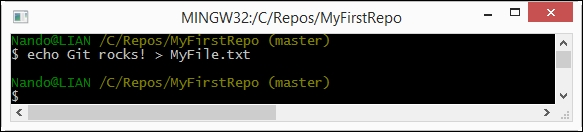 MINGW32:/C/Repos/MyFirstRepo
Nando@LIAN /C/Repos/MyFirstRepo (master)
$ echo Git rocks! > MyFile.txt
Nando@LIAN /C/Repos/MyFirstRepo (master)
$